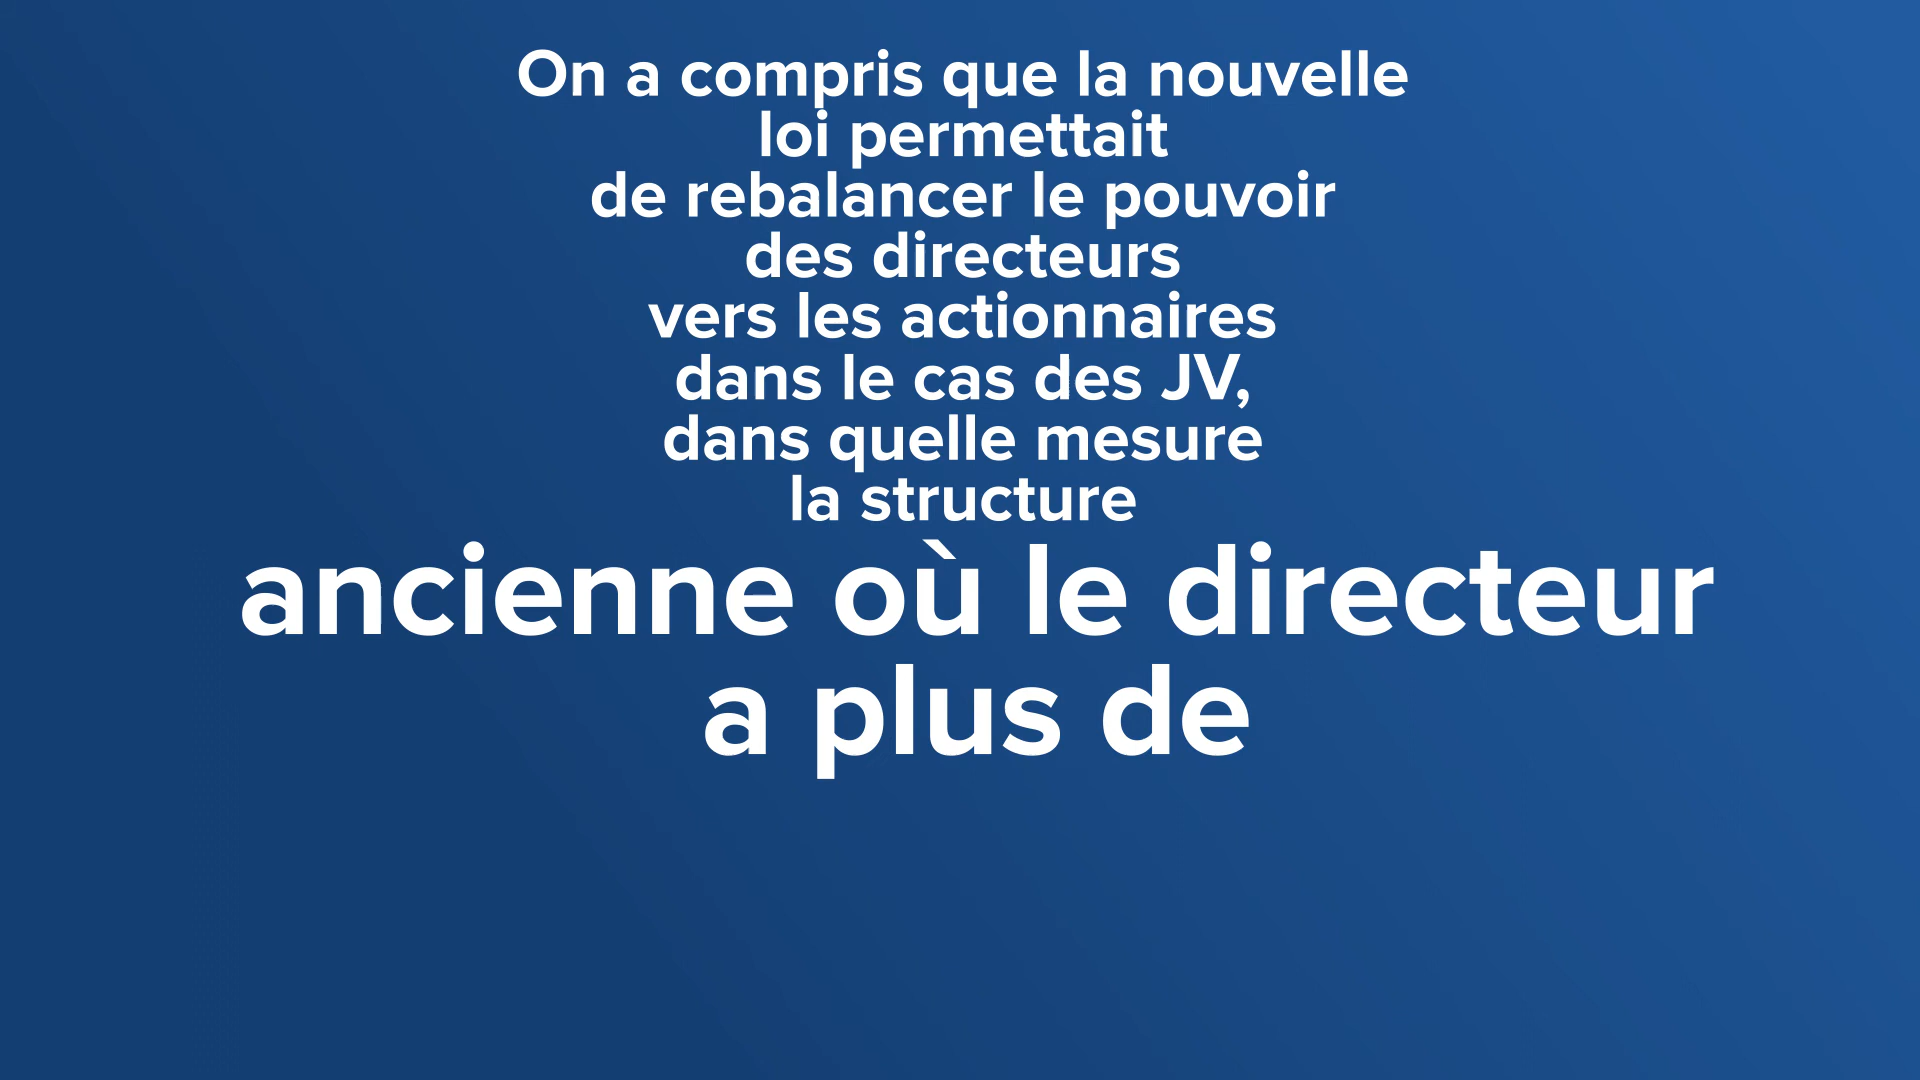 On a compris que la nouvelle
loi permettait
de rebalancer le pouvoir
des directeurs
vers les actionnaires
dans le cas des JV,
dans quelle mesure
la structure
ancienne où le directeur
a plus de